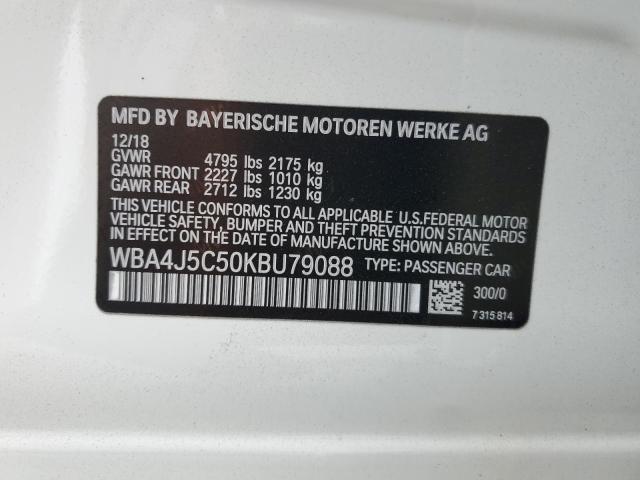 MFD BY BAYERISCHE MOTOREN WERKE AG
12/18
GVWR 4795 lbs 2175 kg
GAWR FRONT 2227 lbs 1010 kg
GAWR REAR 2712 lbs 1230 kg
THIS VEHICLE CONFORMS TO ALL APPLICABLE U.S. FEDERAL MOTOR
VEHICLE SAFETY, BUMPER AND THEFT PREVENTION STANDARDS
IN EFFECT ON THE DATE OF MANUFACTURE SHOWN ABOVE.
WBA4J5C50KBU79088 TYPE: PASSENGER CAR
300/0
7 315 814